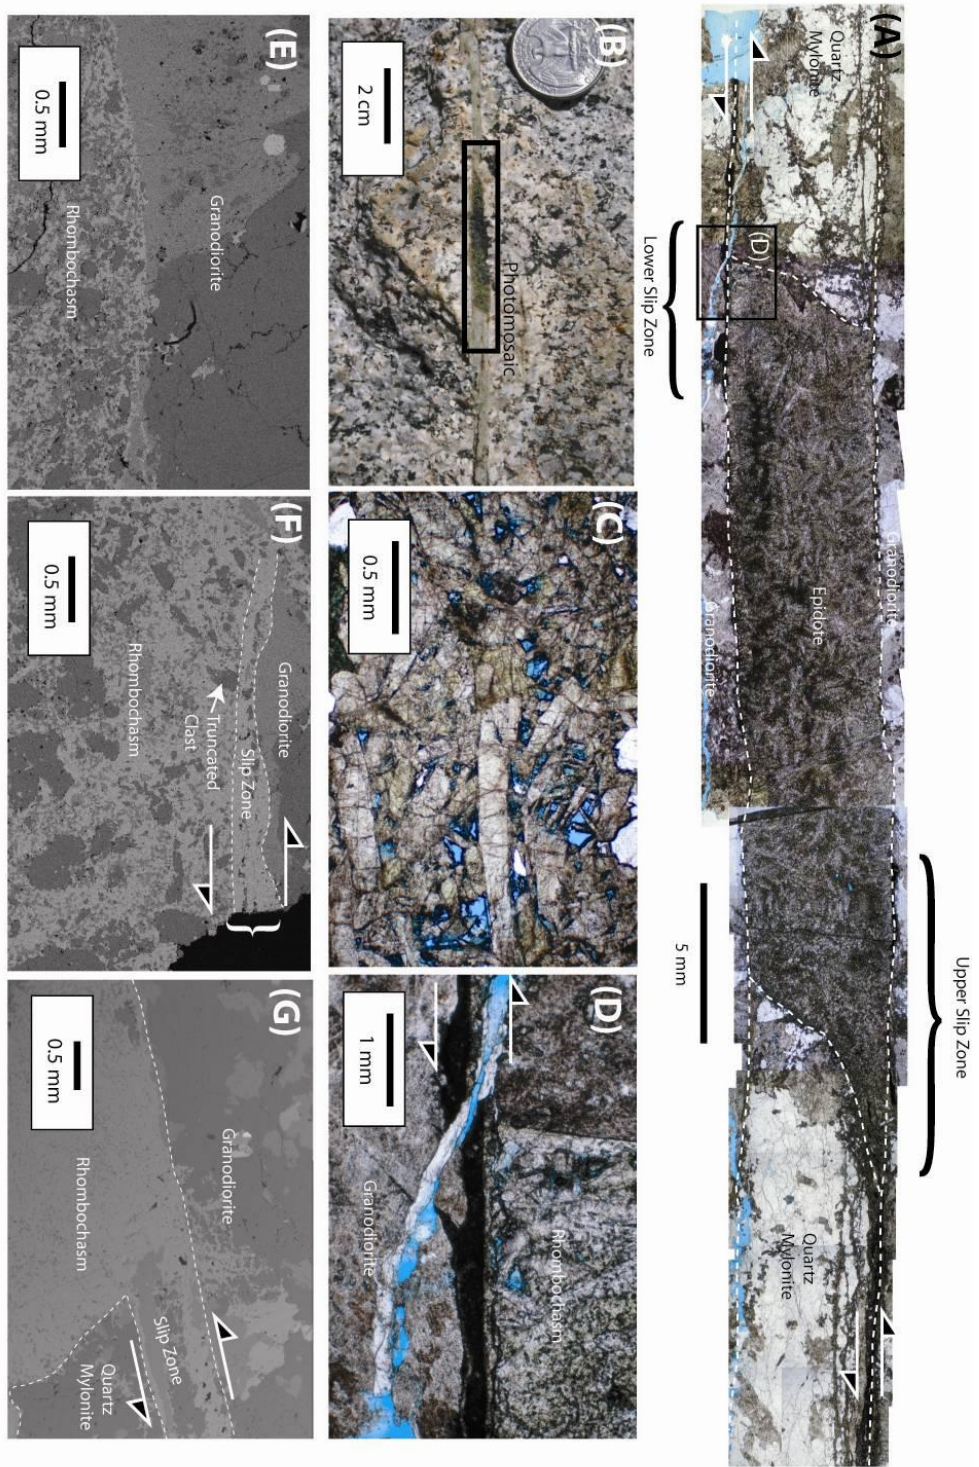 (A)
Quartz
Mylonite
(D)
Granodiorite
Epidote
Granodiorite
Quartz
Mylonite
Lower Slip Zone
Upper Slip Zone
5 mm
(B)
2 cm
Photomosaic
(C)
0.5 mm
(D)
1 mm
Rhombochasm
Granodiorite
(E)
0.5 mm
Granodiorite
Rhombochasm
(F)
0.5 mm
Granodiorite
Slip Zone
Truncated
Clast
Rhombochasm
(G)
0.5 mm
Granodiorite
Slip Zone
Quartz
Mylonite
Rhombochasm